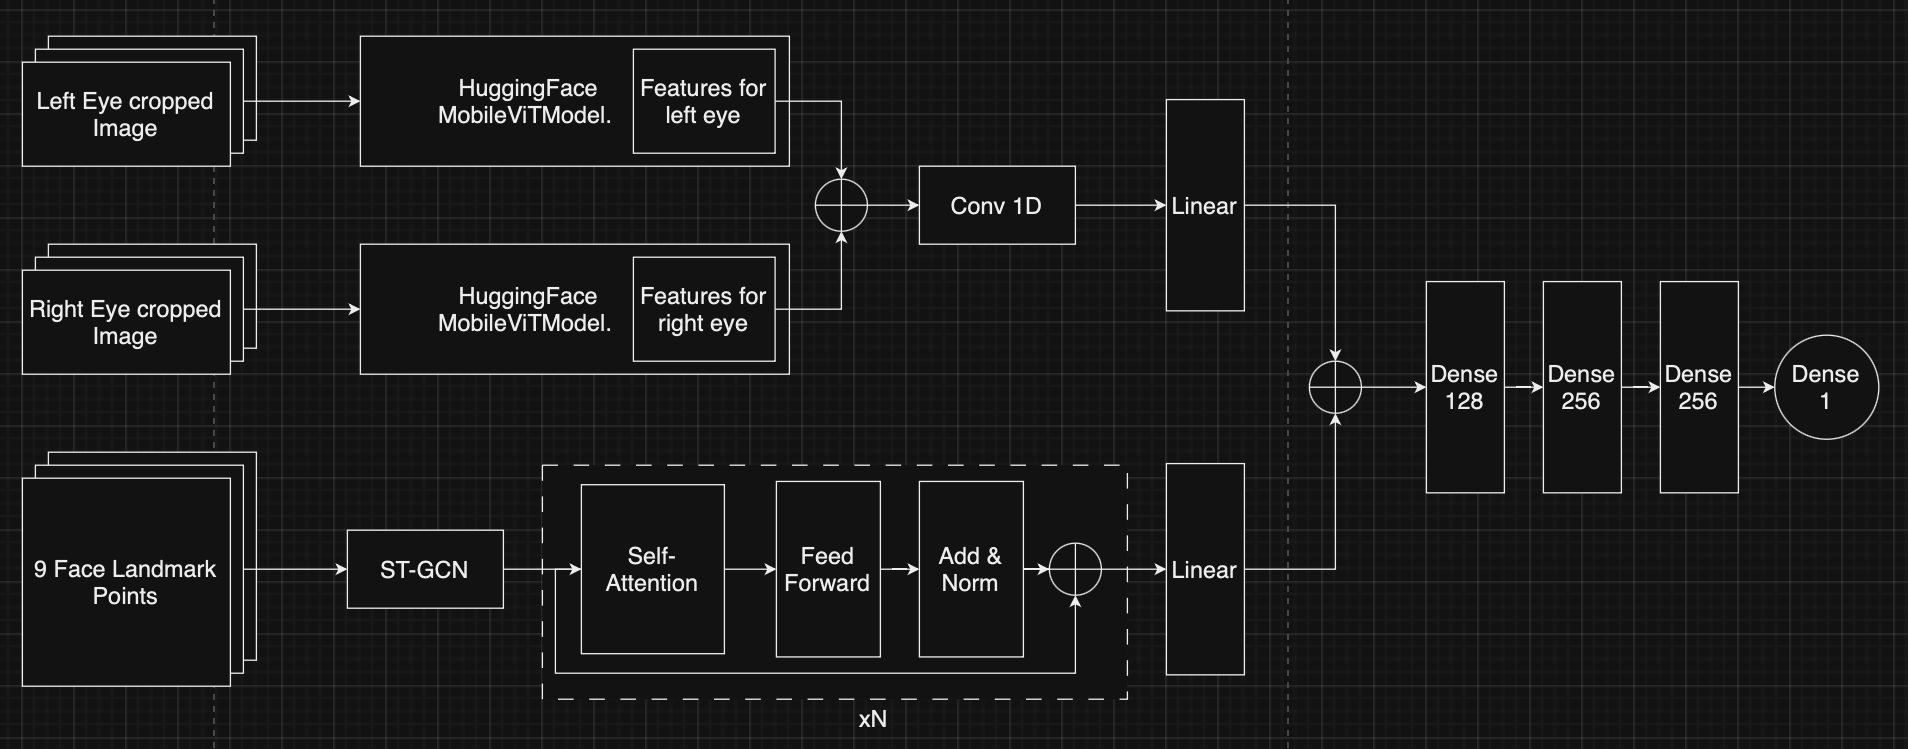 Left Eye cropped
Image
HuggingFace
MobileViTModel.
Features for
left eye
Right Eye cropped
Image
HuggingFace
MobileViTModel.
Features for
right eye
Conv 1D
Linear
9 Face Landmark
Points
ST-GCN
Self-
Attention
Feed
Forward
Add &
Norm
xN
Linear
Dense
128
Dense
256
Dense
256
Dense
1